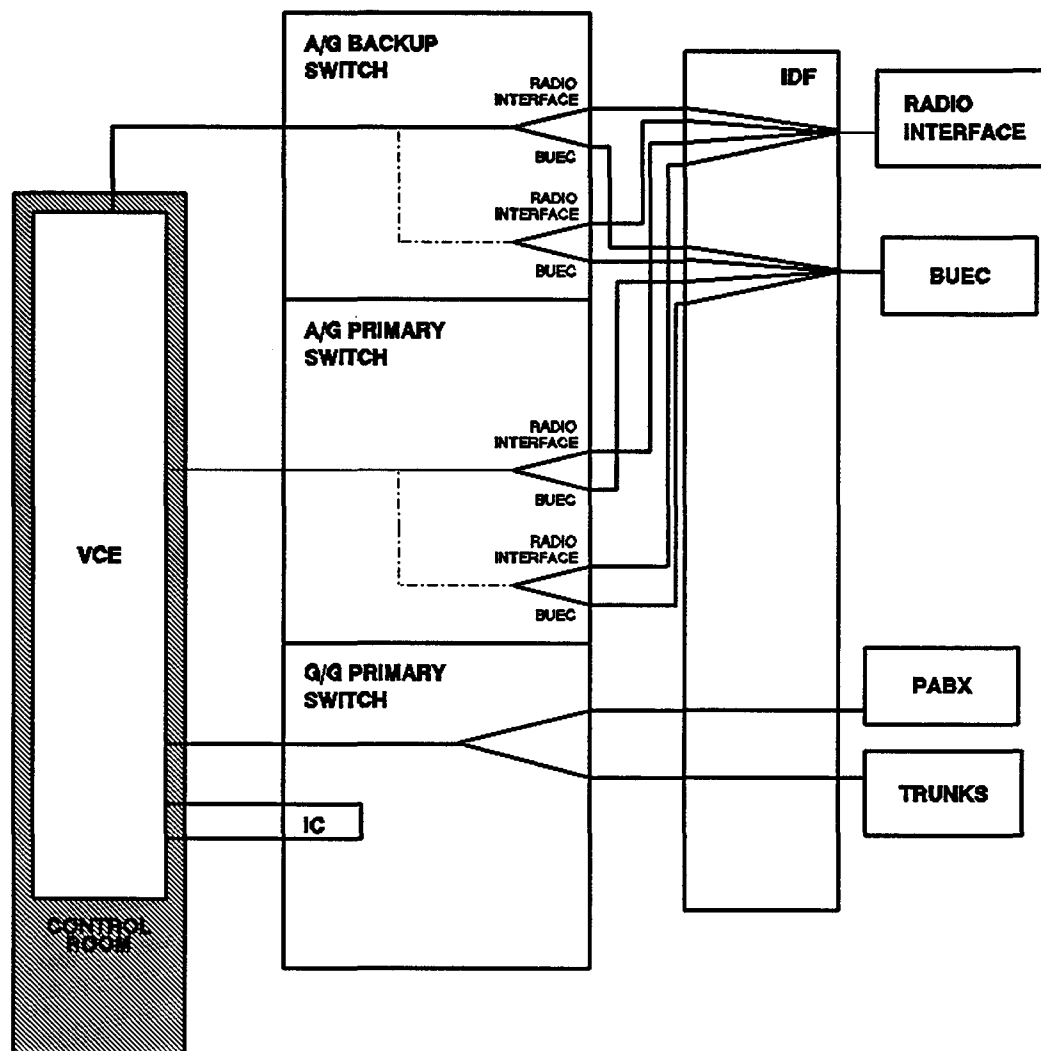 A/G BACKUP
SWITCH
RADIO
INTERFACE
BUEC
RADIO
INTERFACE
BUEC
A/G PRIMARY
SWITCH
RADIO
INTERFACE
BUEC
RADIO
INTERFACE
BUEC
G/G PRIMARY
SWITCH
IC
VCE
CONTROL
ROOM
IDF
RADIO
INTERFACE
BUEC
PABX
TRUNKS